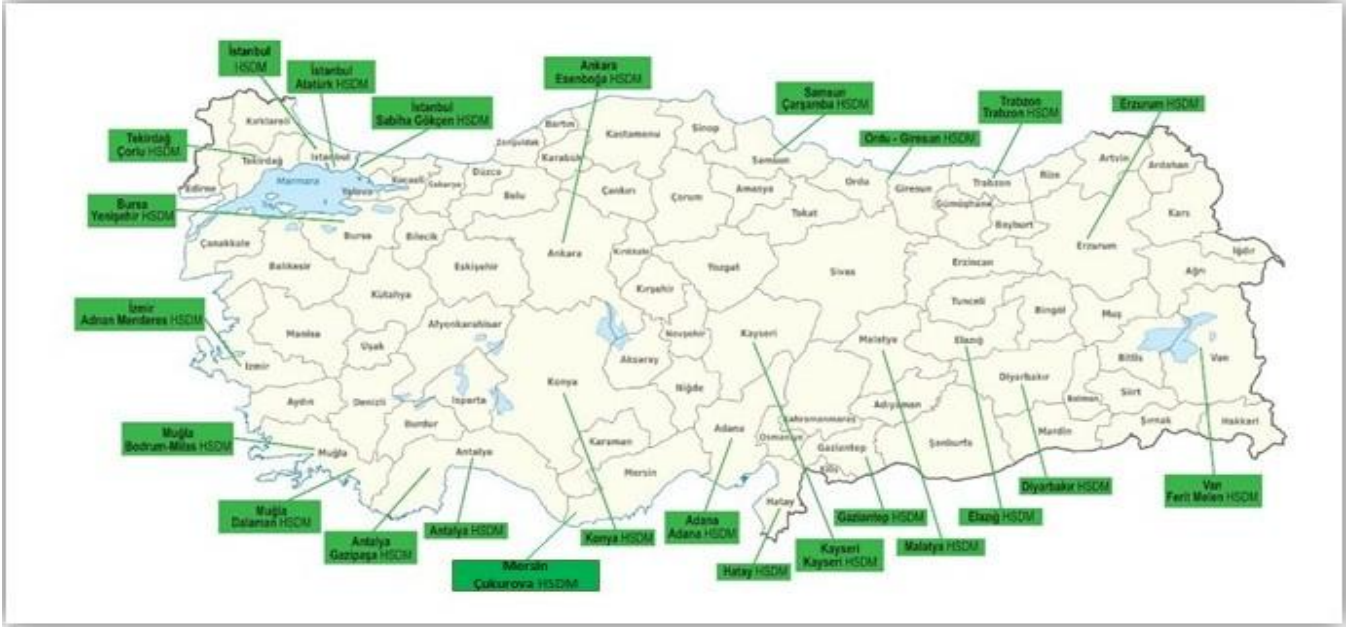 İstanbul
HSDM
İstanbul
Atatürk HSDM
İstanbul
Sabiha Gökçen HSDM
Ankara
Esenboğa HSDM
Samsun
Çarşamba HSDM
Ordu - Giresun HSDM
Trabzon
Trabzon HSDM
Erzurum HSDM
Tekirdağ
Çorlu HSDM
Bursa
Yenişehir HSDM
İzmir
Adnan Menderes HSDM
Muğla
Bodrum-Milas HSDM
Muğla
Dalaman HSDM
Antalya
Gazipaşa HSDM
Antalya HSDM
Mersin
Çukurova HSDM
Konya HSDM
Adana
Adana HSDM
Hatay HSDM
Kayseri
Kayseri HSDM
Gaziantep HSDM
Malatya HSDM
Elazığ HSDM
Diyarbakır HSDM
Van
Ferit Melen HSDM
Kırklareli
Tekirdağ
İstanbul
Edirne
Marmara
Yalova
Kocaeli
Sakarya
Düzce
Zonguldak
Bartın
Karabük
Kastamonu
Sinop
Samsun
Bolu
Çankırı
Çorum
Amasya
Tokat
Ordu
Giresun
Trabzon
Gümüşhane
Rize
Artvin
Ardahan
Bayburt
Kars
Iğdır
Erzurum
Erzincan
Ağrı
Çanakkale
Bursa
Bilecik
Balıkesir
Eskişehir
Ankara
Kırıkkale
Yozgat
Sivas
Kütahya
Kırşehir
Tunceli
Bingöl
Muş
Manisa
Uşak
Afyonkarahisar
Nevşehir
Kayseri
Malatya
Elazığ
Bitlis
Van
İzmir
Aksaray
Konya
Niğde
Diyarbakır
Batman
Siirt
Aydın
Denizli
Isparta
Burdur
Adıyaman
Kahramanmaraş
Şırnak
Hakkari
Mardin
Şanlıurfa
Muğla
Antalya
Karaman
Mersin
Adana
Osmaniye
Gaziantep
Kilis
Hatay